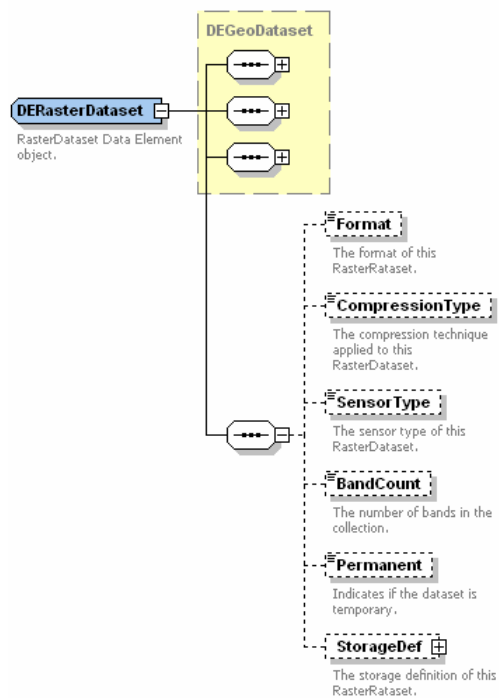 DEGeoDataset
DERasterDataset
RasterDataset Data Element
object.
Format
The format of this
RasterRataset.
CompressionType
The compression technique
applied to this
RasterDataset.
SensorType
The sensor type of this
RasterDataset.
BandCount
The number of bands in the
collection.
Permanent
Indicates if the dataset is
temporary.
StorageDef
The storage definition of this
RasterRataset.